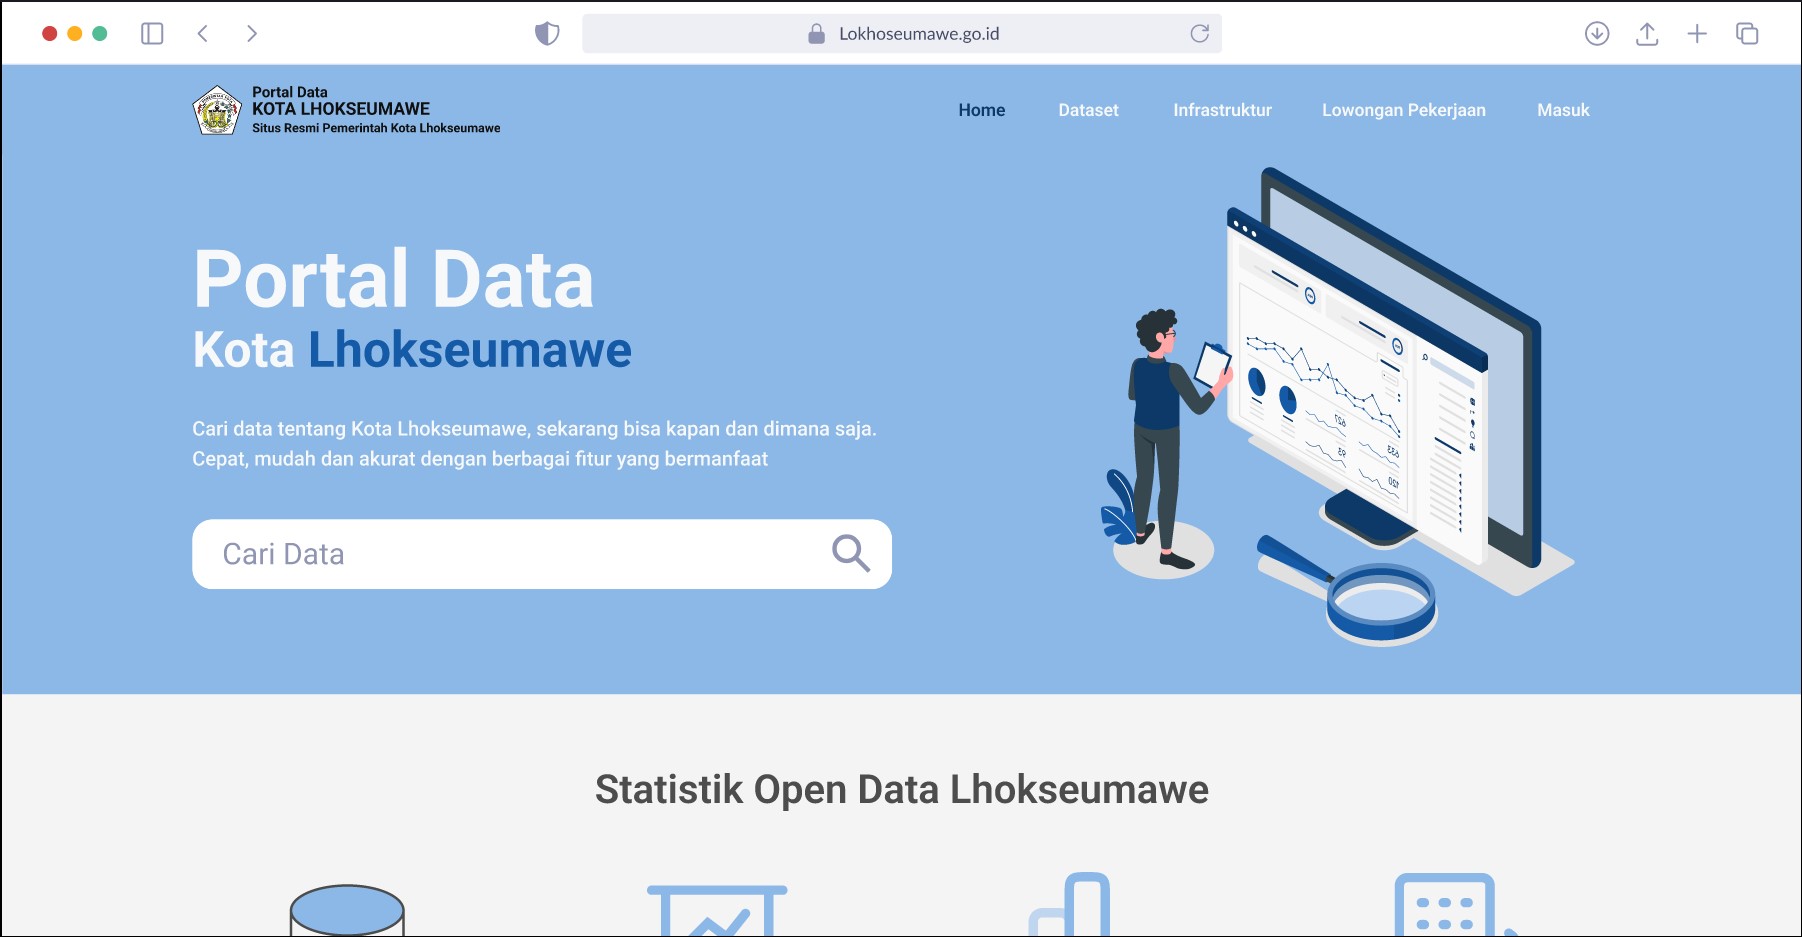 Lokhoseumawe.go.id
Portal Data
KOTA LHOKSEUMAWE
Situs Resmi Pemerintah Kota Lhokseumawe
Home
Dataset
Infrastruktur
Lowongan Pekerjaan
Masuk
Portal Data
Kota Lhokseumawe
Cari data tentang Kota Lhokseumawe, sekarang bisa kapan dan dimana saja.
Cepat, mudah dan akurat dengan berbagai fitur yang bermanfaat
Cari Data
Statistik Open Data Lhokseumawe